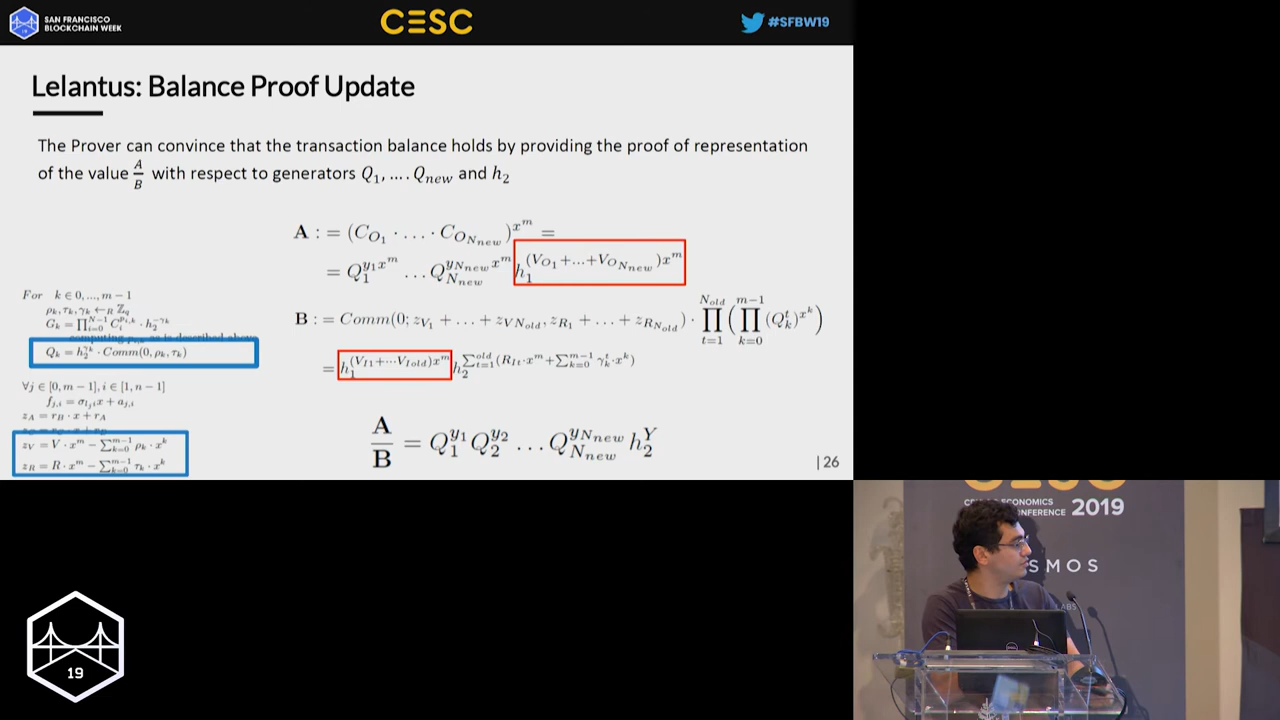 SAN FRANCISCO
BLOCKCHAIN WEEK
19
CESC
#SFBW19
Lelantus: Balance Proof Update
The Prover can convince that the transaction balance holds by providing the proof of representation
of the value A/B with respect to generators Q_1, .... Q_new and h_2
A : = (C_{O_1} · ... · C_{O_{N_new}})^{x^m} =
= Q_1^{y_1 x^m} ... Q_{N_new}^{y_{N_new} x^m} h_1^{(V_{O_1}+...+V_{O_{N_new}})x^m}
For k ∈ 0, ..., m − 1
ρ_k, τ_k, γ_k ←_R ℤ_q
G_k = ∏_{i=0}^{N−1} C_i^{p_{i,k}} · h_2^{−γ_k}
Q_k = h_2^{γ_k} · Comm(0, ρ_k, τ_k)
B : = Comm(0; z_{V_1} + ... + z_{V N_old}, z_{R_1} + ... + z_{R_{N_old}}) · ∏_{t=1}^{N_old} (∏_{k=0}^{m−1} (Q_k^t)^{x^k})
= h_1^{(V_{I1}+···V_{Iold})x^m} h_2^{∑_{t=1}^{old}(R_{It}·x^m+∑_{k=0}^{m−1} γ_k^t·x^k)}
∀j ∈ [0, m − 1], i ∈ [1, n − 1]
f_{j,i} = σ_{l_j,i} x + a_{j,i}
z_A = r_B · x + r_A
z_V = V · x^m − ∑_{k=0}^{m−1} ρ_k · x^k
z_R = R · x^m − ∑_{k=0}^{m−1} τ_k · x^k
A/B = Q_1^{y_1} Q_2^{y_2} ... Q_{N_new}^{y_{N_new}} h_2^Y
| 26
CESC
ECONOMICS
2019
SMOS
LABS
19